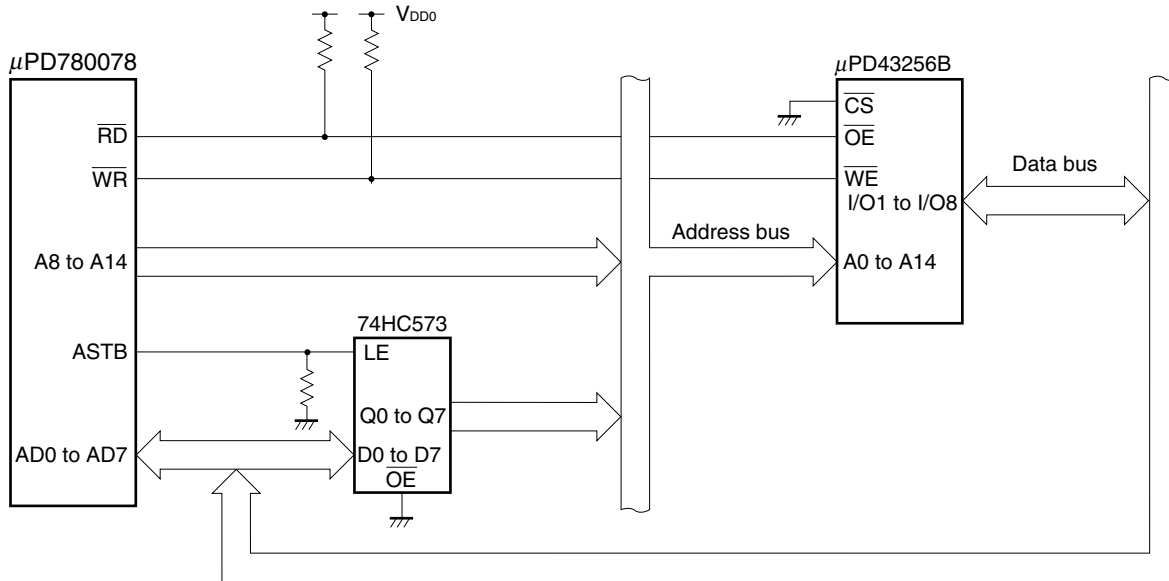 VDD0
μPD780078
μPD43256B
CS
RD
OE
WR
WE
Data bus
I/O1 to I/O8
Address bus
A8 to A14
A0 to A14
74HC573
ASTB
LE
Q0 to Q7
AD0 to AD7
D0 to D7
OE